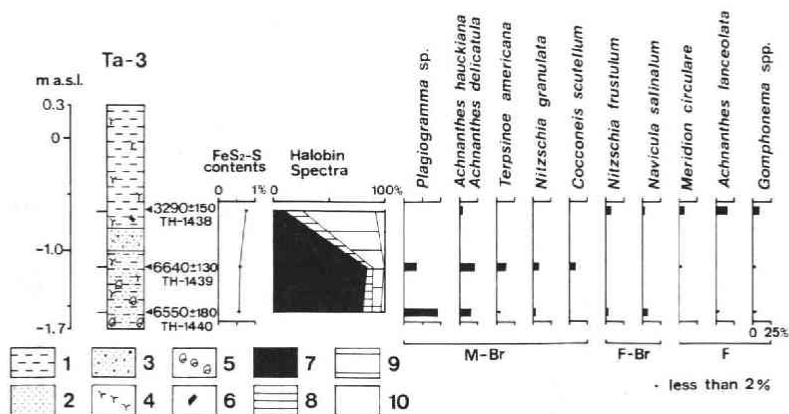 Ta-3
m a.s.l.
0.3
0
-1.0
-1.7
3290±150
TH-1438
6640±130
TH-1439
6550±180
TH-1440
FeS2-S
contents
0 1%
Halobin
Spectra
0 100%
Plagiogramma sp.
Achnanthes hauckiana
Achnanthes delicatula
Terpsinoe americana
Nitzschia granulata
Cocconeis scutellum
Nitzschia frustulum
Navicula salinalum
Meridion circulare
Achnanthes lanceolata
Gomphonema spp.
0 25%
M-Br F-Br F
· less than 2%
1 3 5 7 9
2 4 6 8 10